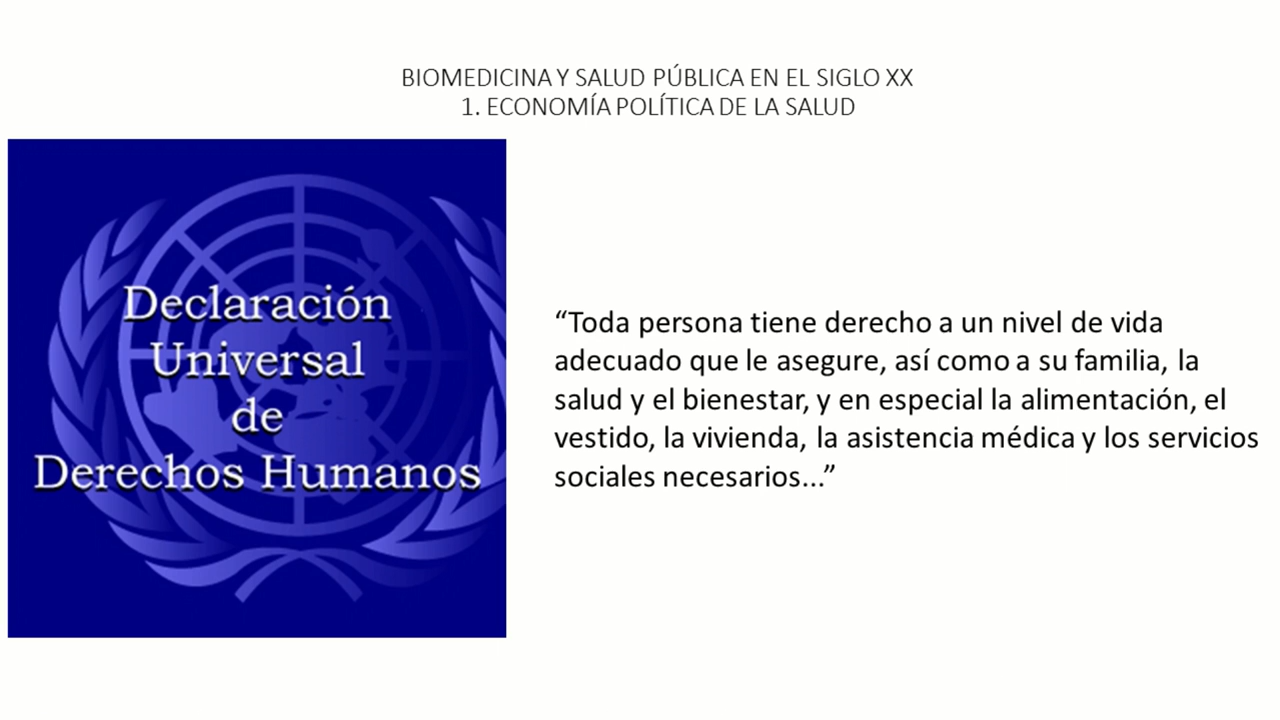 BIOMEDICINA Y SALUD PÚBLICA EN EL SIGLO XX
1. ECONOMÍA POLÍTICA DE LA SALUD
Declaración
Universal
de
Derechos Humanos
“Toda persona tiene derecho a un nivel de vida
adecuado que le asegure, así como a su familia, la
salud y el bienestar, y en especial la alimentación, el
vestido, la vivienda, la asistencia médica y los servicios
sociales necesarios...”